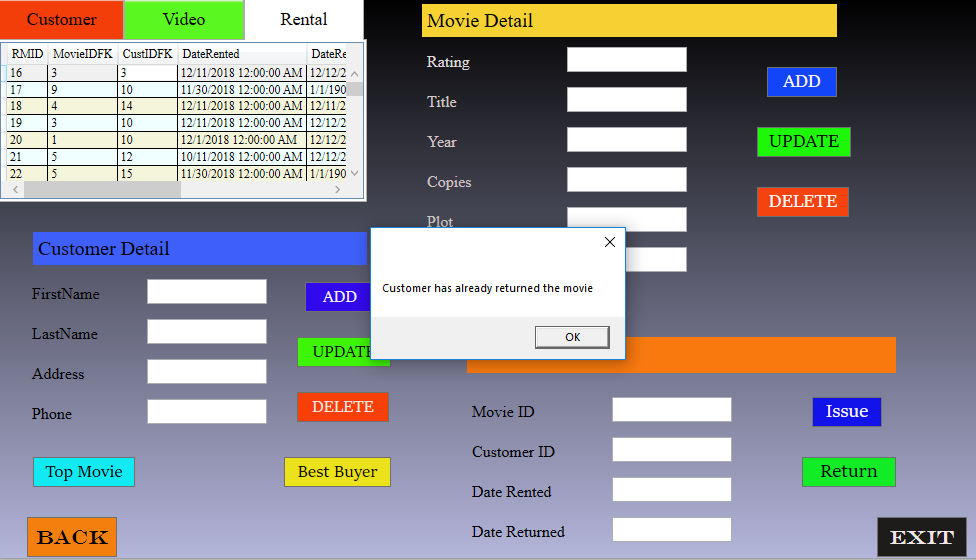 Customer Video Rental
RMID MovieIDFK CustIDFK DateRented DateRe
16 3 3 12/11/2018 12:00:00 AM 12/12/2
17 9 10 11/30/2018 12:00:00 AM 1/1/190
18 4 14 12/11/2018 12:00:00 AM 12/11/2
19 3 10 12/11/2018 12:00:00 AM 12/12/2
20 1 10 12/1/2018 12:00:00 AM 12/12/2
21 5 12 10/11/2018 12:00:00 AM 12/12/2
22 5 15 11/30/2018 12:00:00 AM 1/1/190
Movie Detail
Rating
Title
Year
Copies
Plot
ADD
UPDATE
DELETE
Customer Detail
FirstName
LastName
Address
Phone
ADD
UPDATE
DELETE
Customer has already returned the movie
OK
Movie ID
Customer ID
Date Rented
Date Returned
Issue
Return
Top Movie
Best Buyer
BACK
EXIT